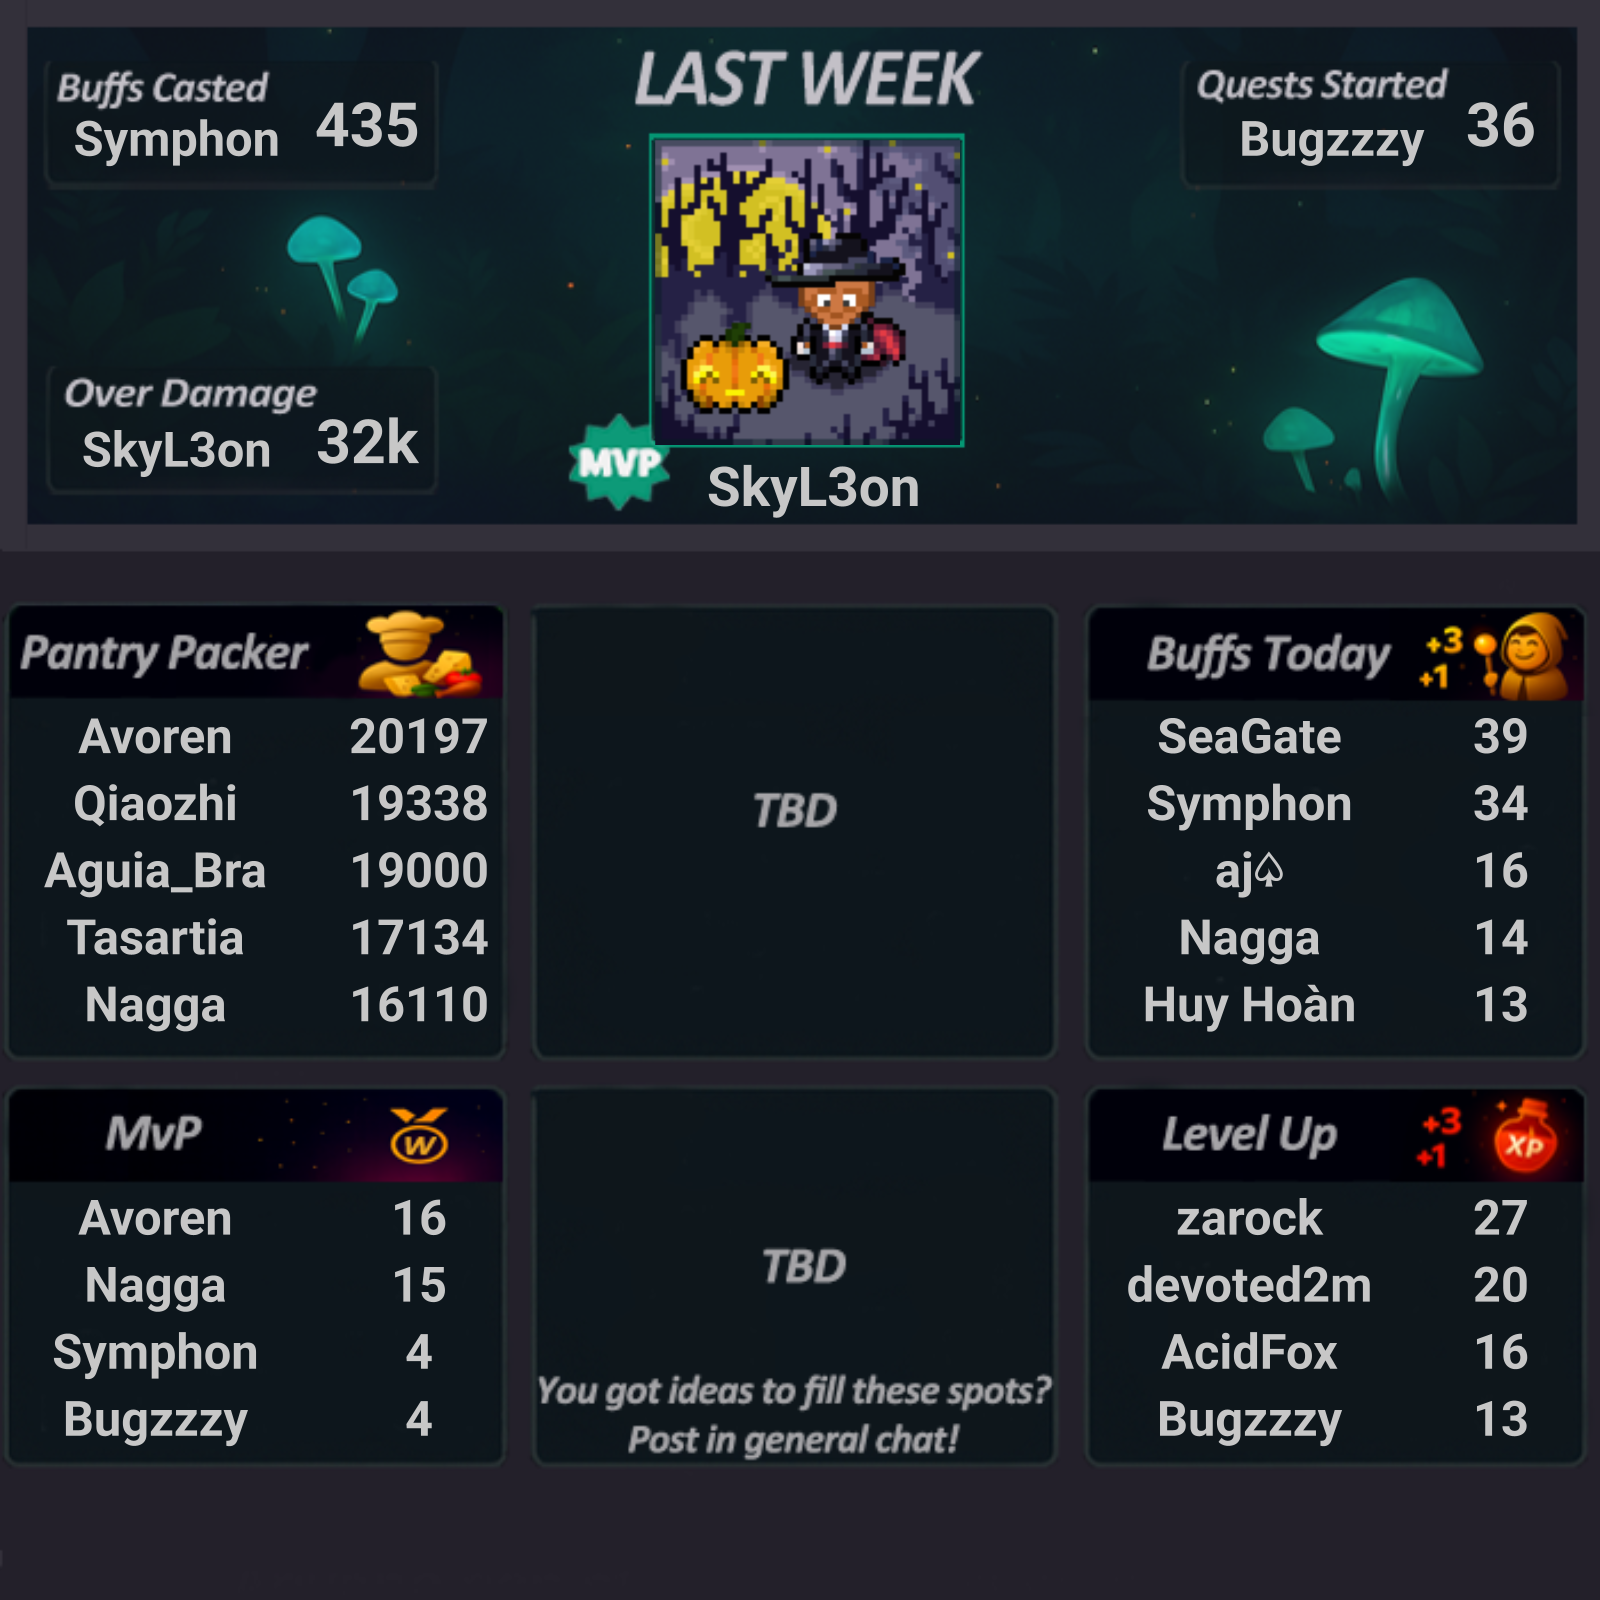 LAST WEEK
Buffs Casted
Symphon 435
Quests Started
Bugzzzy 36
Over Damage
SkyL3on 32k
MVP
SkyL3on
Pantry Packer
Avoren 20197
Qiaozhi 19338
Aguia_Bra 19000
Tasartia 17134
Nagga 16110
TBD
Buffs Today +3
+1
SeaGate 39
Symphon 34
aj♤ 16
Nagga 14
Huy Hoàn 13
MvP W
Avoren 16
Nagga 15
Symphon 4
Bugzzzy 4
TBD
You got ideas to fill these spots?
Post in general chat!
Level Up +3 XP
+1
zarock 27
devoted2m 20
AcidFox 16
Bugzzzy 13